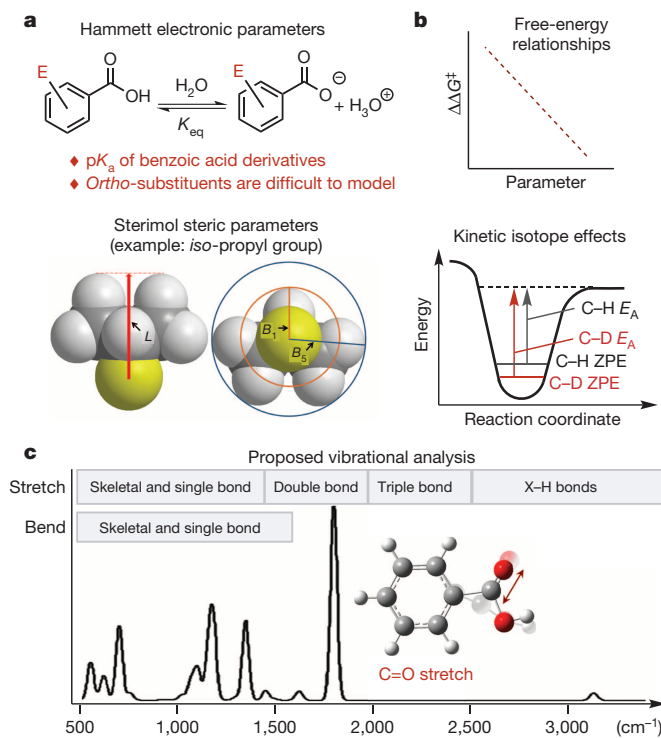 a
Hammett electronic parameters
E
O
OH
H₂O
Keq
E
O
O
⊖
+ H₃O⊕
♦ pKa of benzoic acid derivatives
♦ Ortho-substituents are difficult to model
Sterimol steric parameters
(example: iso-propyl group)
L
B₁
B₅
b
Free-energy
relationships
ΔΔG‡
Parameter
Kinetic isotope effects
Energy
C–H EA
C–D EA
C–H ZPE
C–D ZPE
Reaction coordinate
c
Proposed vibrational analysis
Stretch
Skeletal and single bond
Double bond
Triple bond
X–H bonds
Bend
Skeletal and single bond
C=O stretch
500
1,000
1,500
2,000
2,500
3,000
(cm⁻¹)